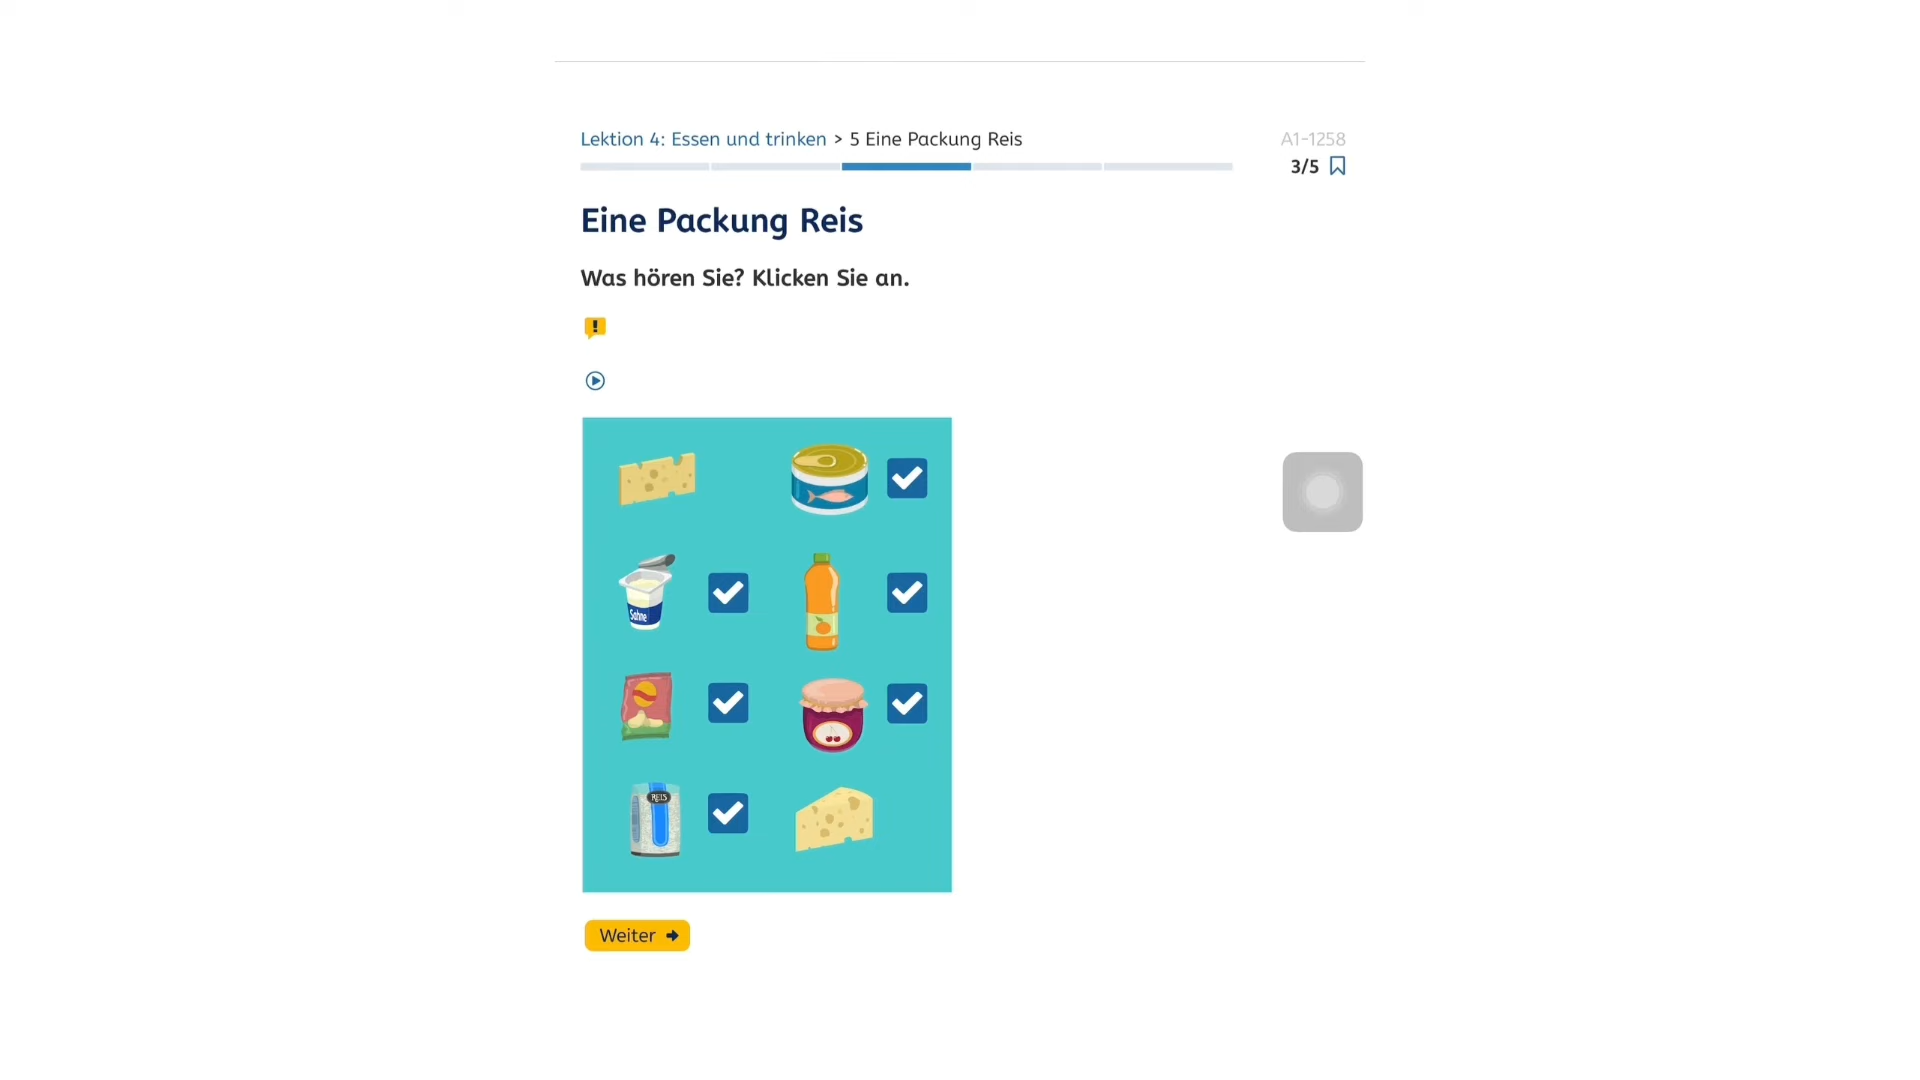 Lektion 4: Essen und trinken > 5 Eine Packung Reis
A1-1258
3/5
Eine Packung Reis
Was hören Sie? Klicken Sie an.
!
Sahne
REIS
Weiter